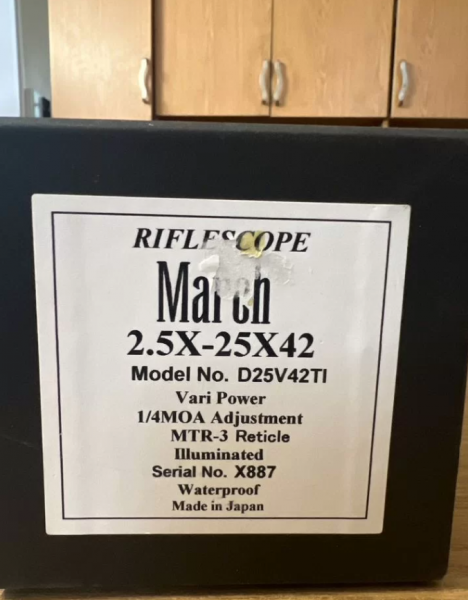 RIFLESCOPE
March
2.5X-25X42
Model No. D25V42TI
Vari Power
1/4MOA Adjustment
MTR-3 Reticle
Illuminated
Serial No. X887
Waterproof
Made in Japan